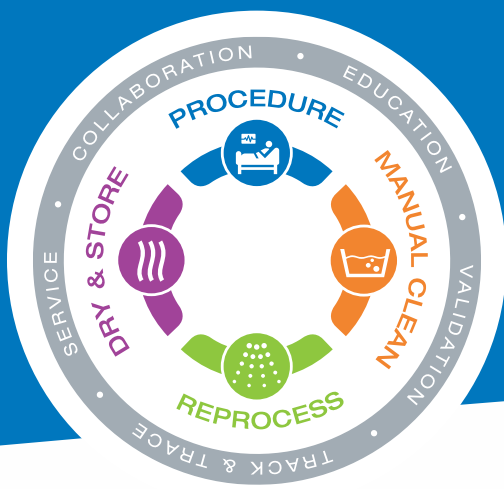 COLLABORATION • EDUCATION • VALIDATION • TRACK & TRACE • SERVICE •
PROCEDURE
MANUAL CLEAN
REPROCESS
DRY & STORE